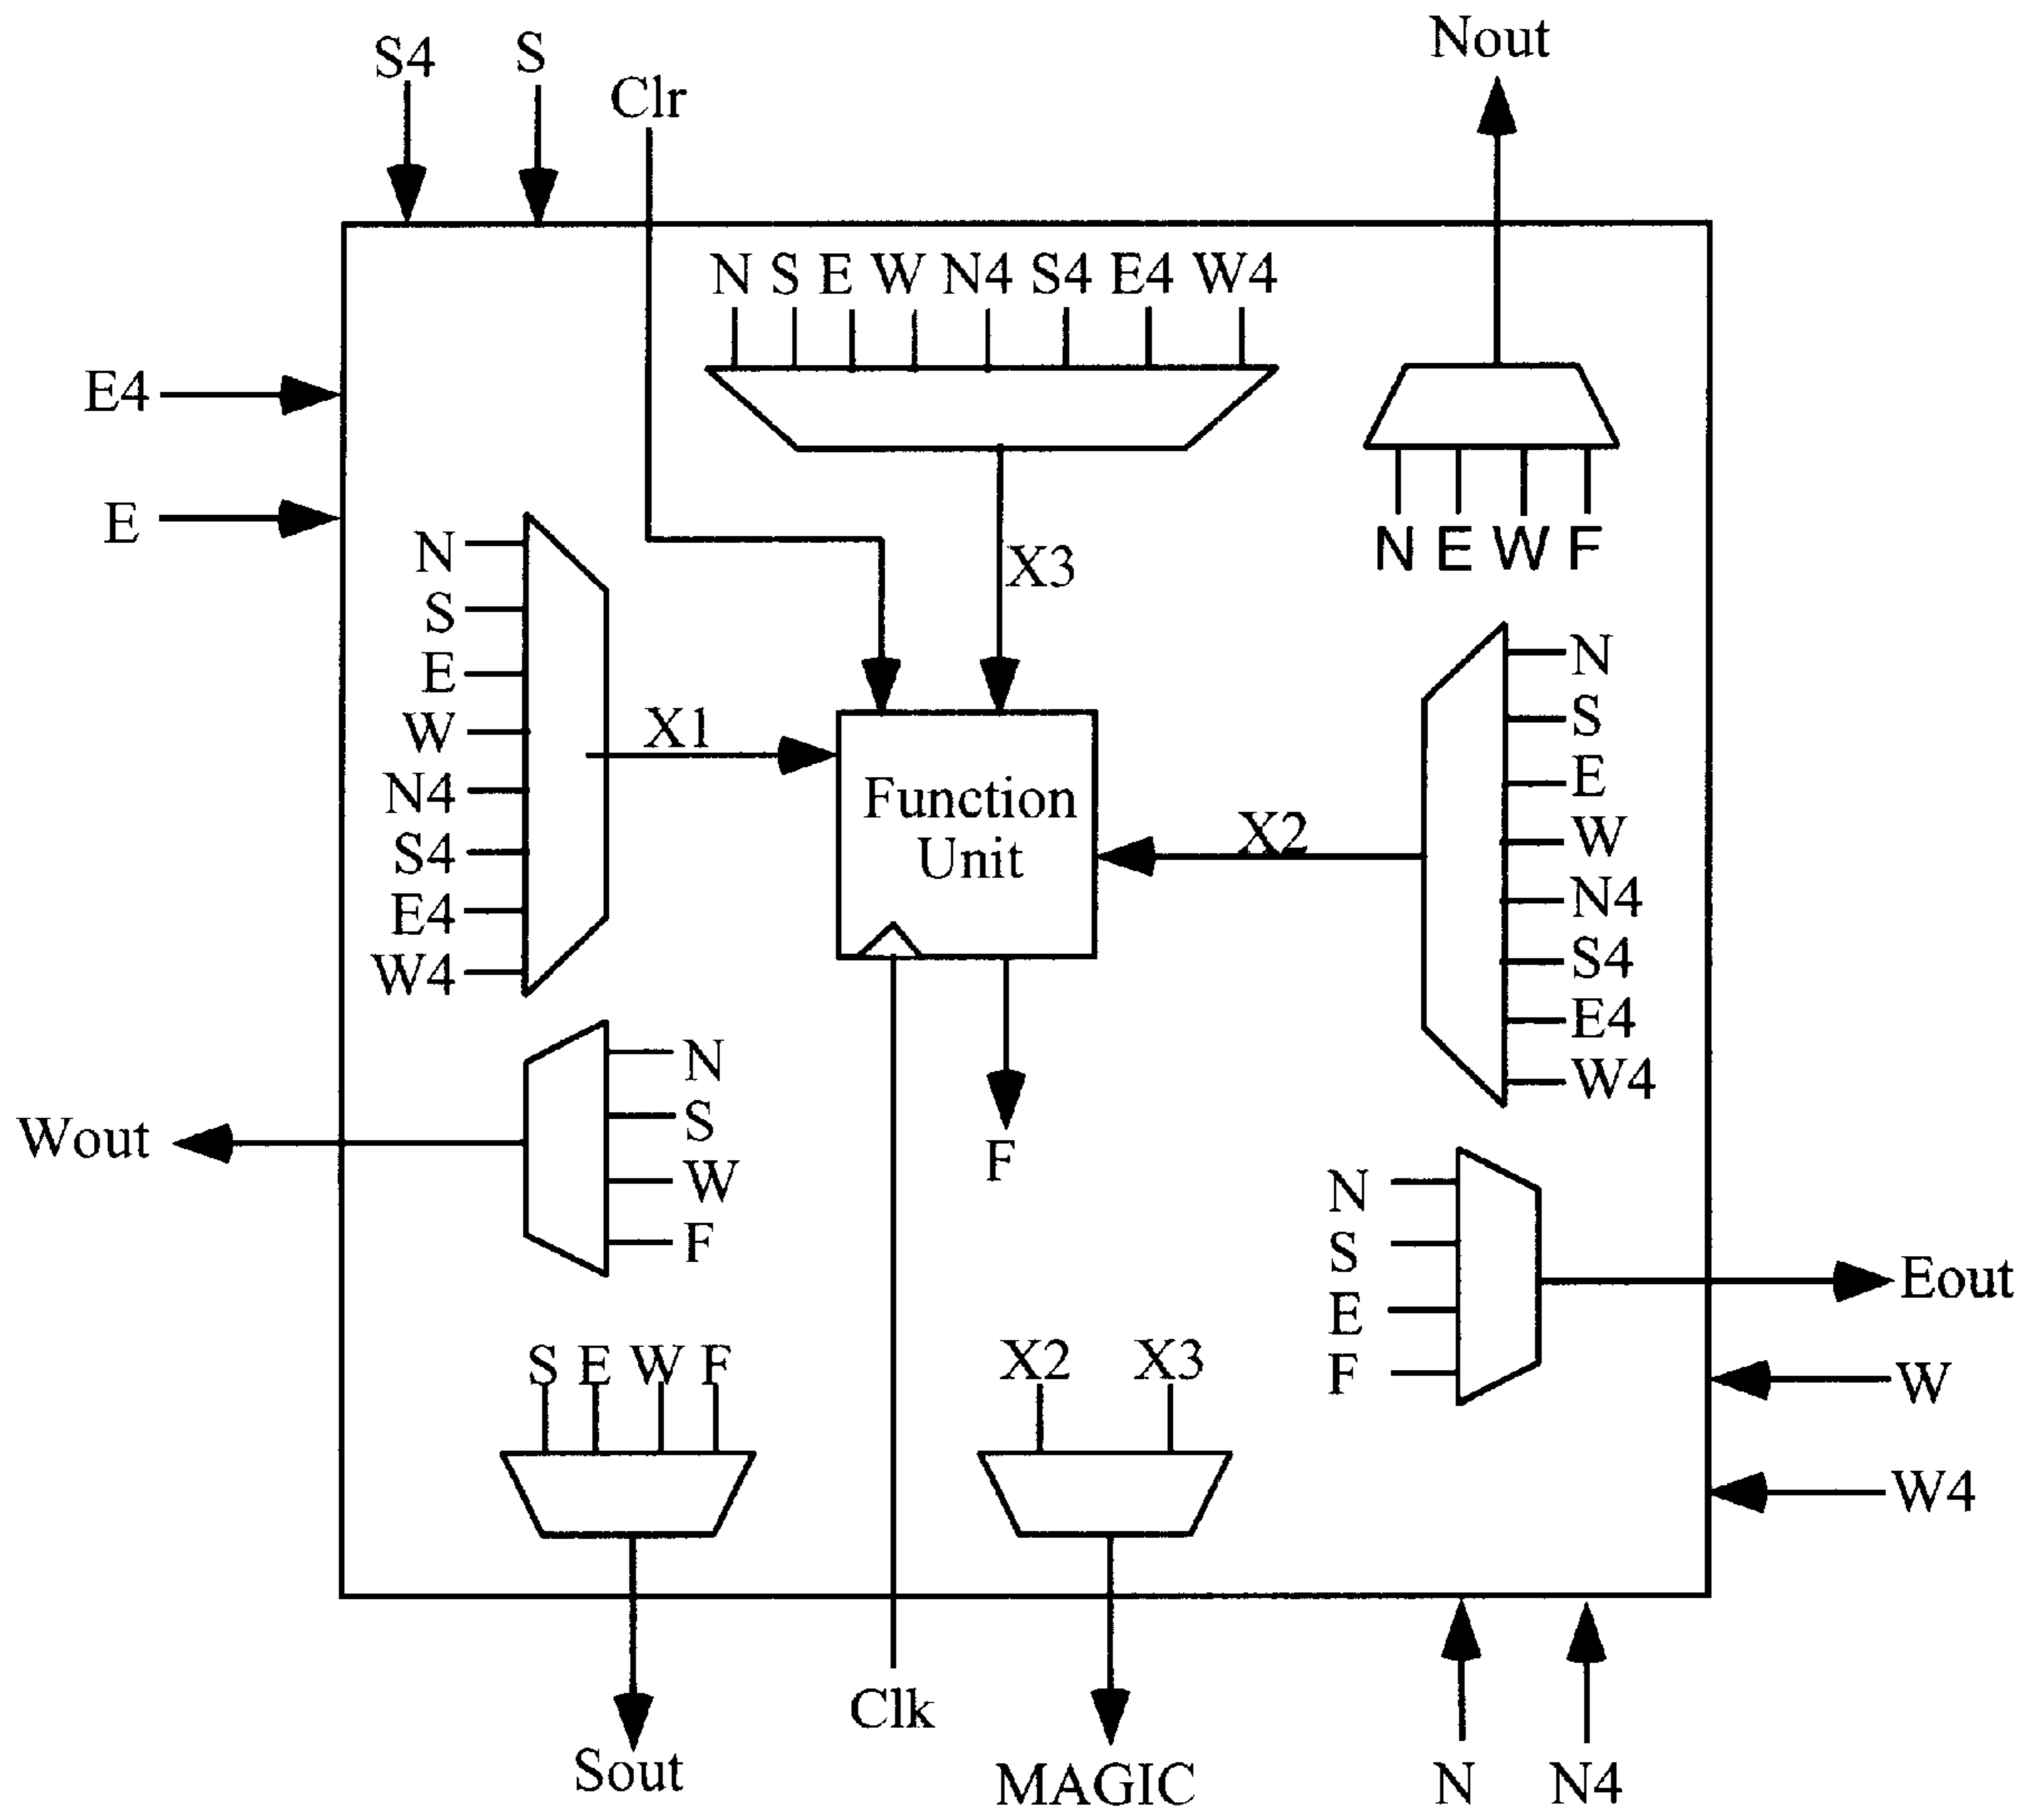 S4 S Clr Nout
N S E W N4 S4 E4 W4
E4
E
N
S
E
W
N4
S4
E4
W4
X3
N E W F
X1
Function
Unit
X2
N
S
E
W
N4
S4
E4
W4
Wout
N
S
W
F
F
N
S
E
F
Eout
S E W F
X2 X3
W
W4
Sout
Clk
MAGIC
N N4